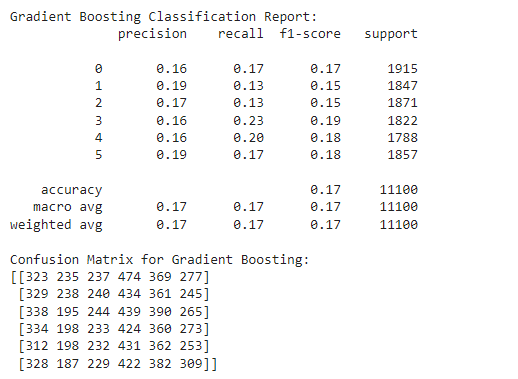 Gradient Boosting Classification Report:
precision recall f1-score support
0 0.16 0.17 0.17 1915
1 0.19 0.13 0.15 1847
2 0.17 0.13 0.15 1871
3 0.16 0.23 0.19 1822
4 0.16 0.20 0.18 1788
5 0.19 0.17 0.18 1857
accuracy 0.17 11100
macro avg 0.17 0.17 0.17 11100
weighted avg 0.17 0.17 0.17 11100
Confusion Matrix for Gradient Boosting:
[[323 235 237 474 369 277]
[329 238 240 434 361 245]
[338 195 244 439 390 265]
[334 198 233 424 360 273]
[312 198 232 431 362 253]
[328 187 229 422 382 309]]